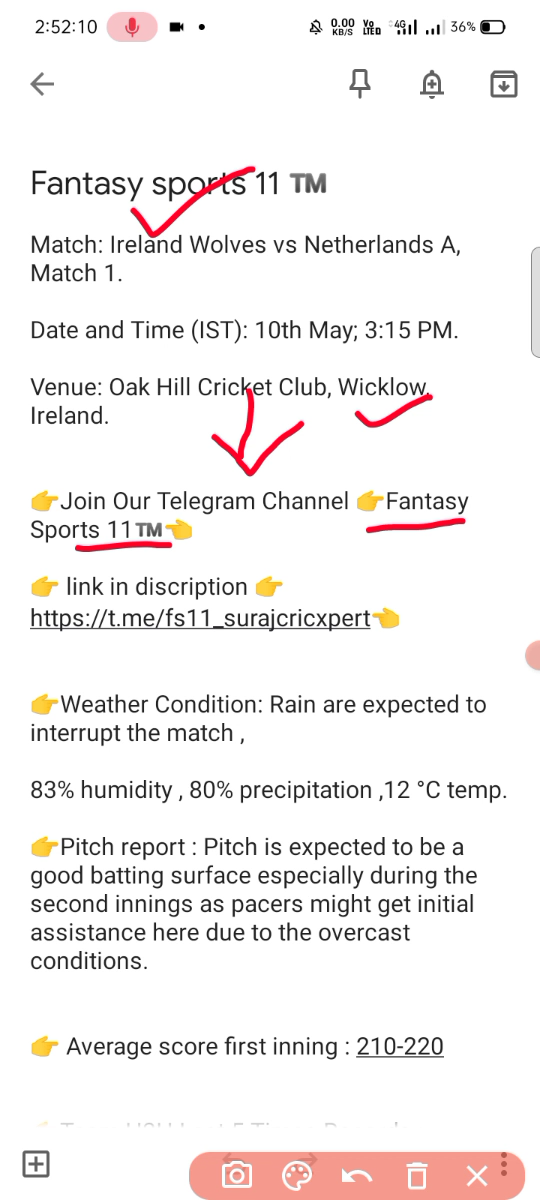 2:52:10 0.00 KB/S Vo LTED 4G 36%
Fantasy sports 11 ™️
Match: Ireland Wolves vs Netherlands A,
Match 1.
Date and Time (IST): 10th May; 3:15 PM.
Venue: Oak Hill Cricket Club, Wicklow,
Ireland.
👉Join Our Telegram Channel 👉Fantasy
Sports 11™️👈
👉 link in discription 👉
https://t.me/fs11_surajcricxpert👈
👉Weather Condition: Rain are expected to
interrupt the match ,
83% humidity , 80% precipitation ,12 °C temp.
👉Pitch report : Pitch is expected to be a
good batting surface especially during the
second innings as pacers might get initial
assistance here due to the overcast
conditions.
👉 Average score first inning : 210-220